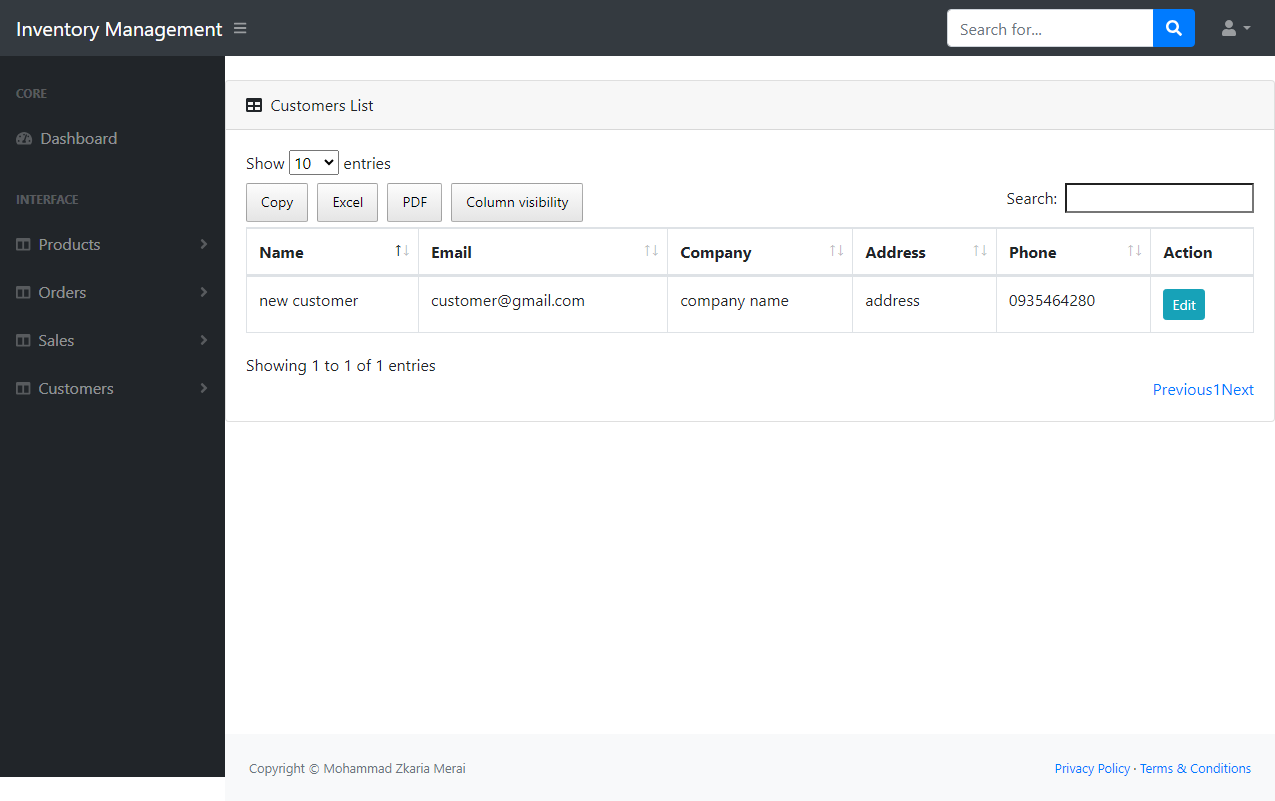 Inventory Management
Search for...
CORE
Dashboard
INTERFACE
Products
Orders
Sales
Customers
Customers List
Show 10 entries
Copy Excel PDF Column visibility Search:
Name Email Company Address Phone Action
new customer customer@gmail.com company name address 0935464280 Edit
Showing 1 to 1 of 1 entries
Previous1Next
Copyright © Mohammad Zkaria Merai Privacy Policy · Terms & Conditions